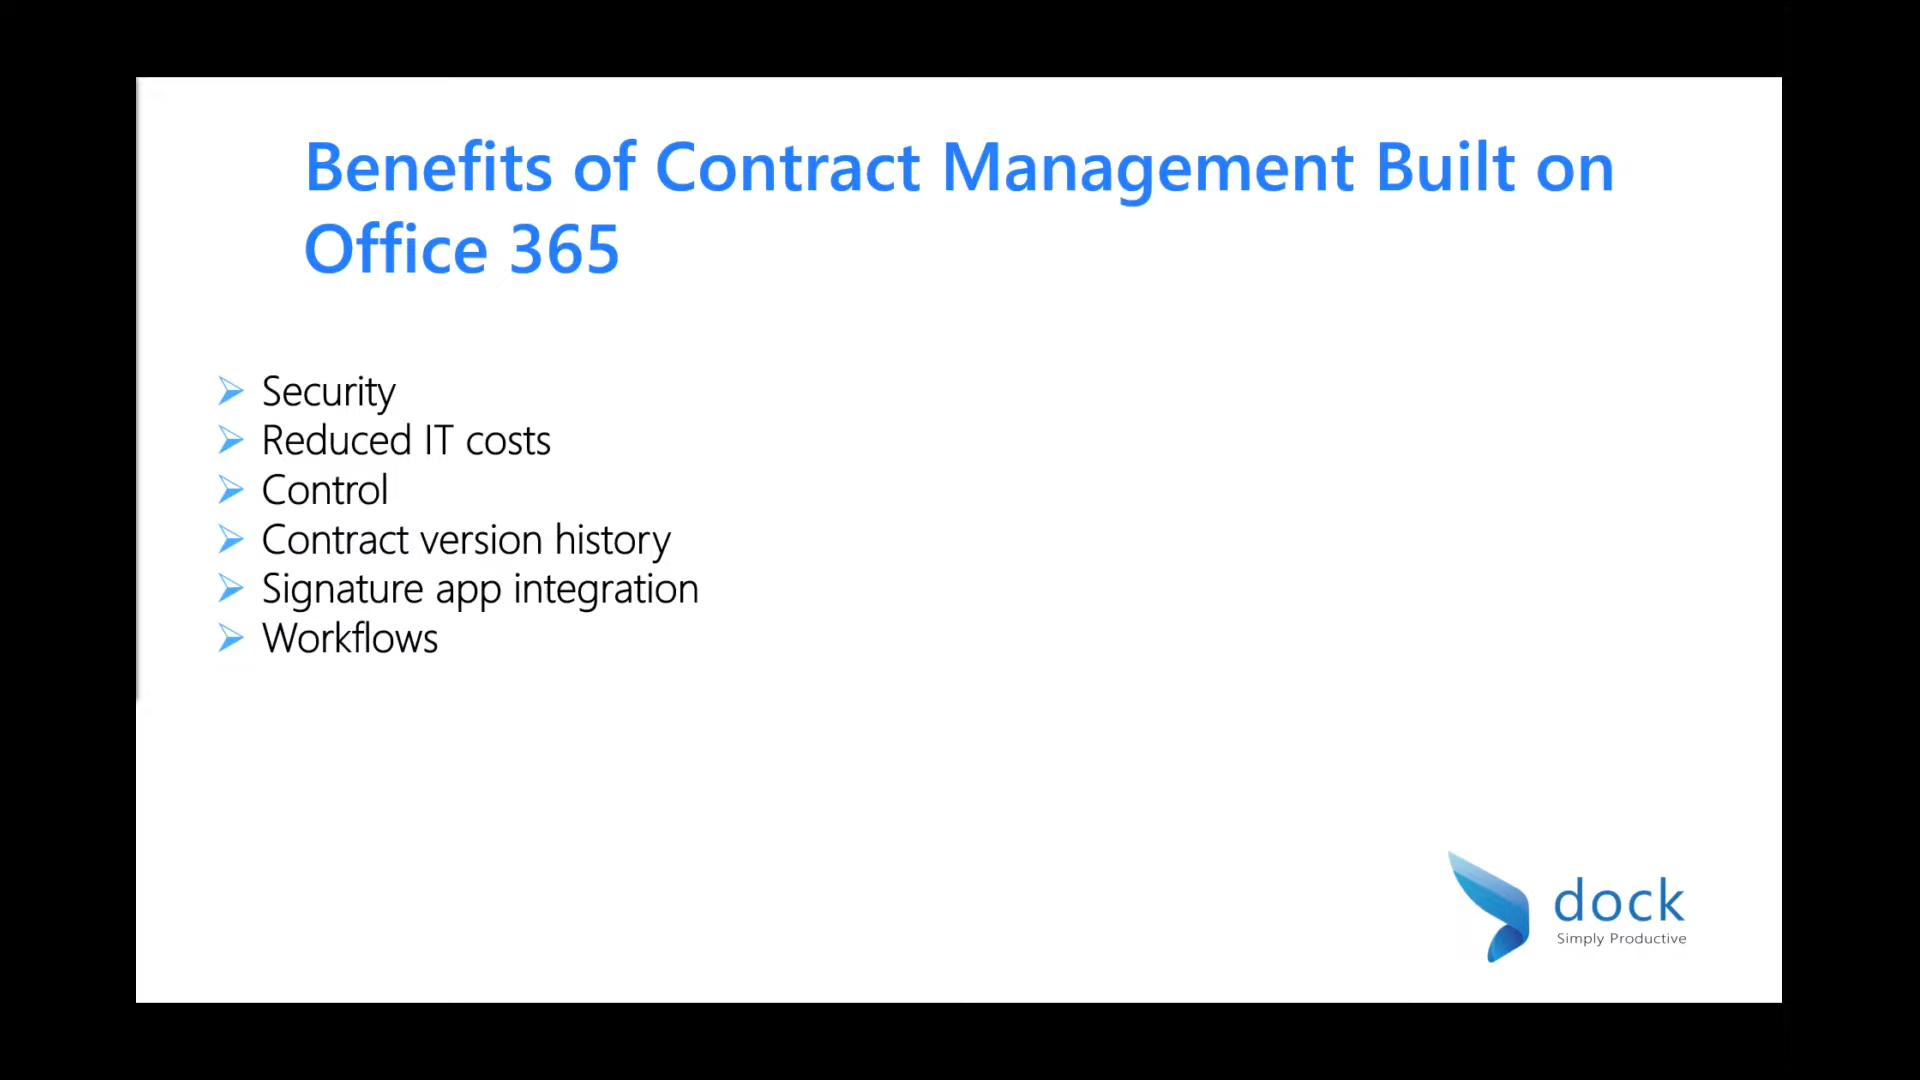 Benefits of Contract Management Built on
Office 365
Security
Reduced IT costs
Control
Contract version history
Signature app integration
Workflows
dock
Simply Productive